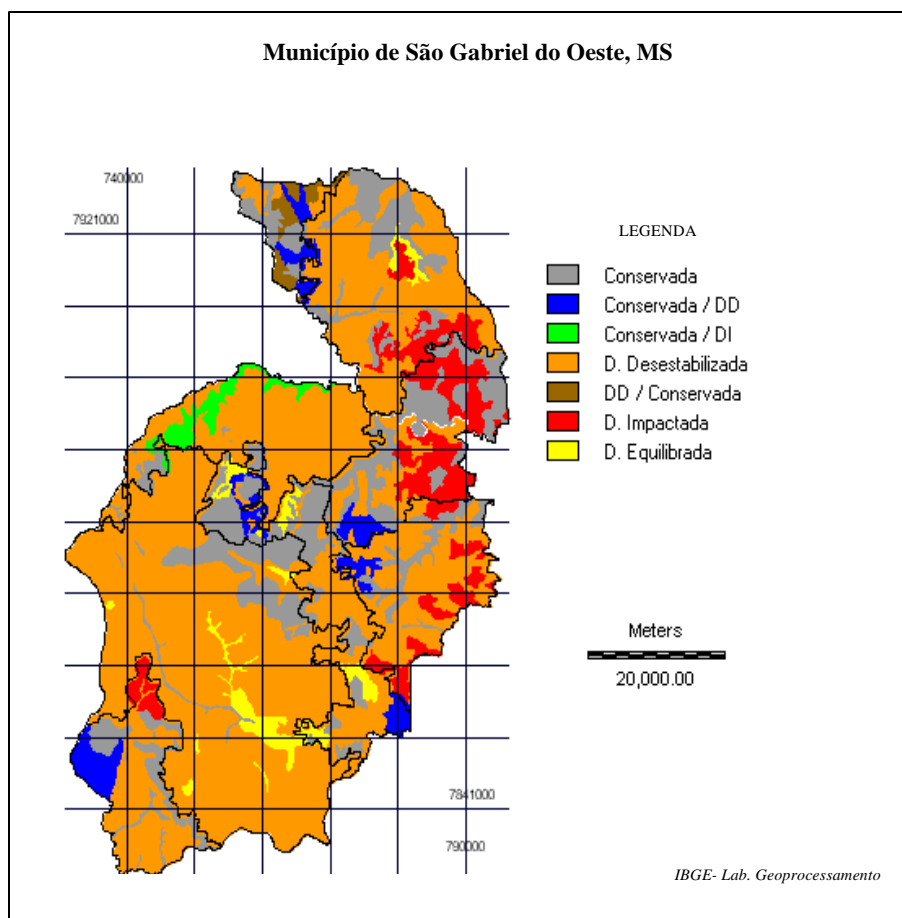 Município de São Gabriel do Oeste, MS
740000
7921000
LEGENDA
Conservada
Conservada / DD
Conservada / DI
D. Desestabilizada
DD / Conservada
D. Impactada
D. Equilibrada
Meters
20,000.00
7841000
790000
IBGE- Lab. Geoprocessamento